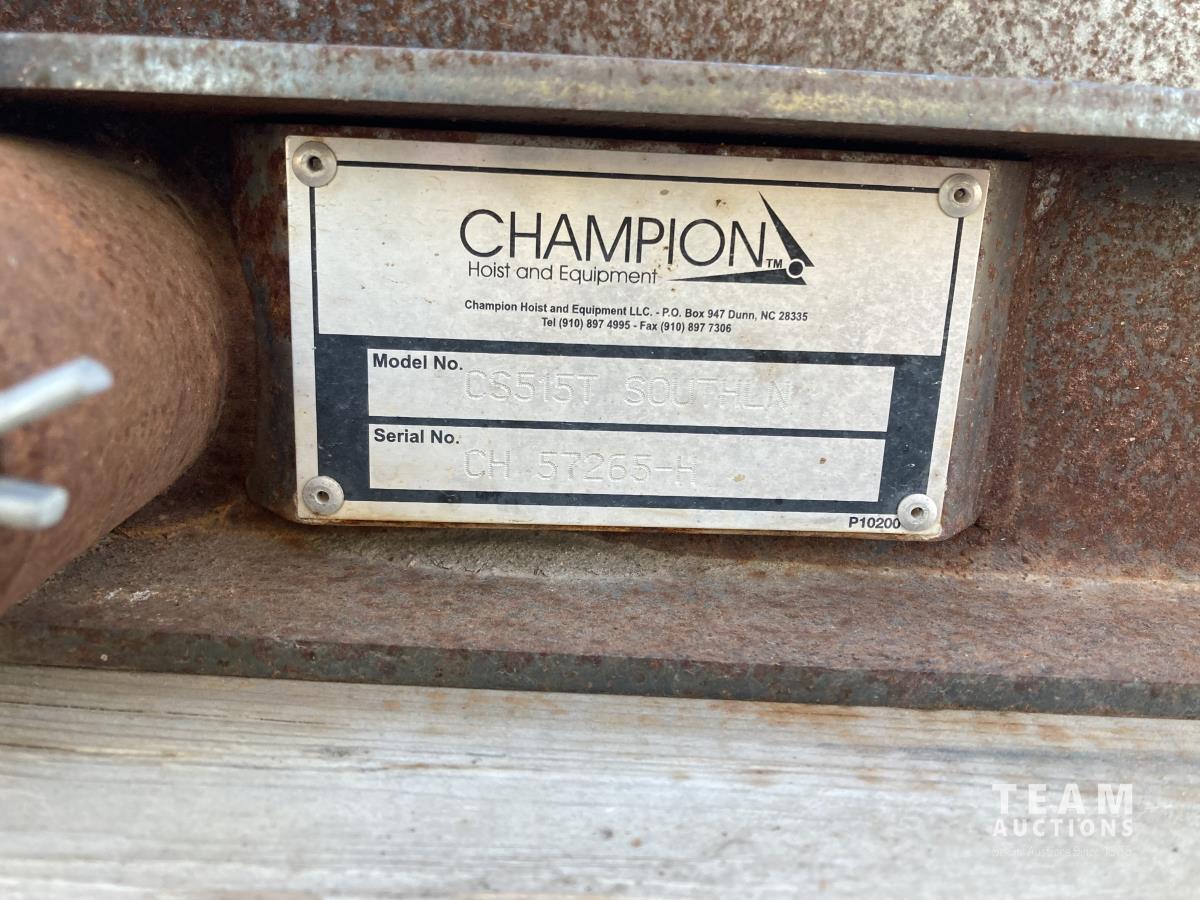 CHAMPION TM
Hoist and Equipment
Champion Hoist and Equipment LLC. - P.O. Box 947 Dunn, NC 28335
Tel (910) 897 4995 - Fax (910) 897 7306
Model No. CS515T SOUTHLN
Serial No. CH 57265-H
P10200
TEAM
AUCTIONS